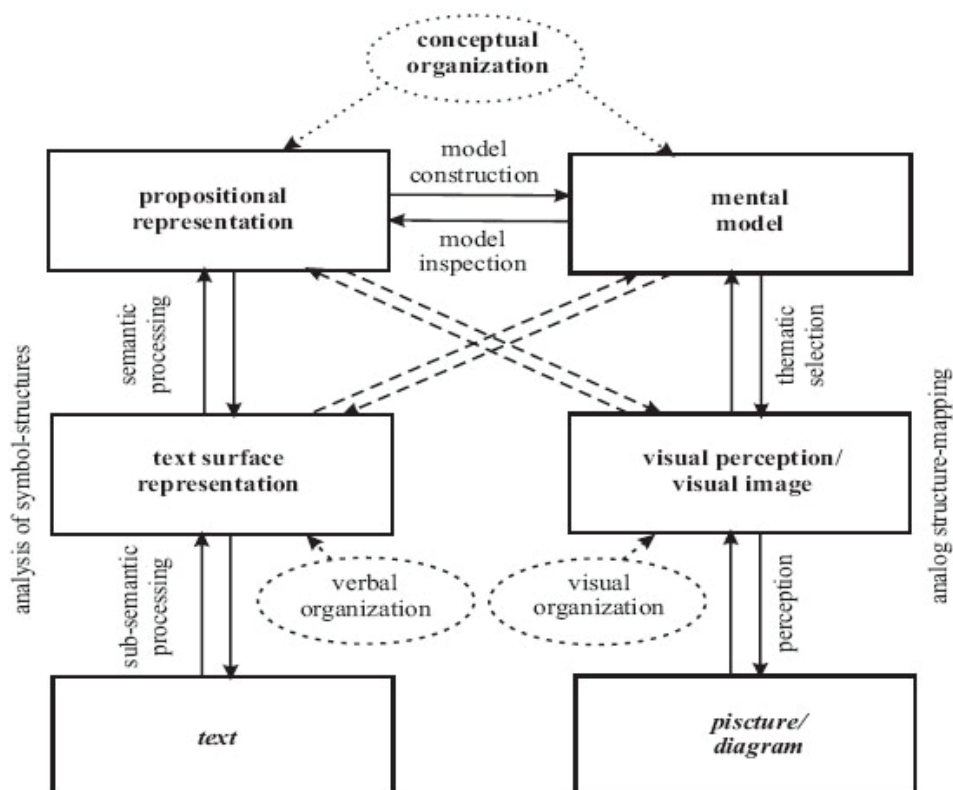 conceptual
organization
propositional
representation
model
construction
model
inspection
mental
model
semantic
processing
thematic
selection
analysis of symbol-structures
analog structure-mapping
text surface
representation
visual perception/
visual image
sub-semantic
processing
verbal
organization
visual
organization
perception
text
piscture/
diagram